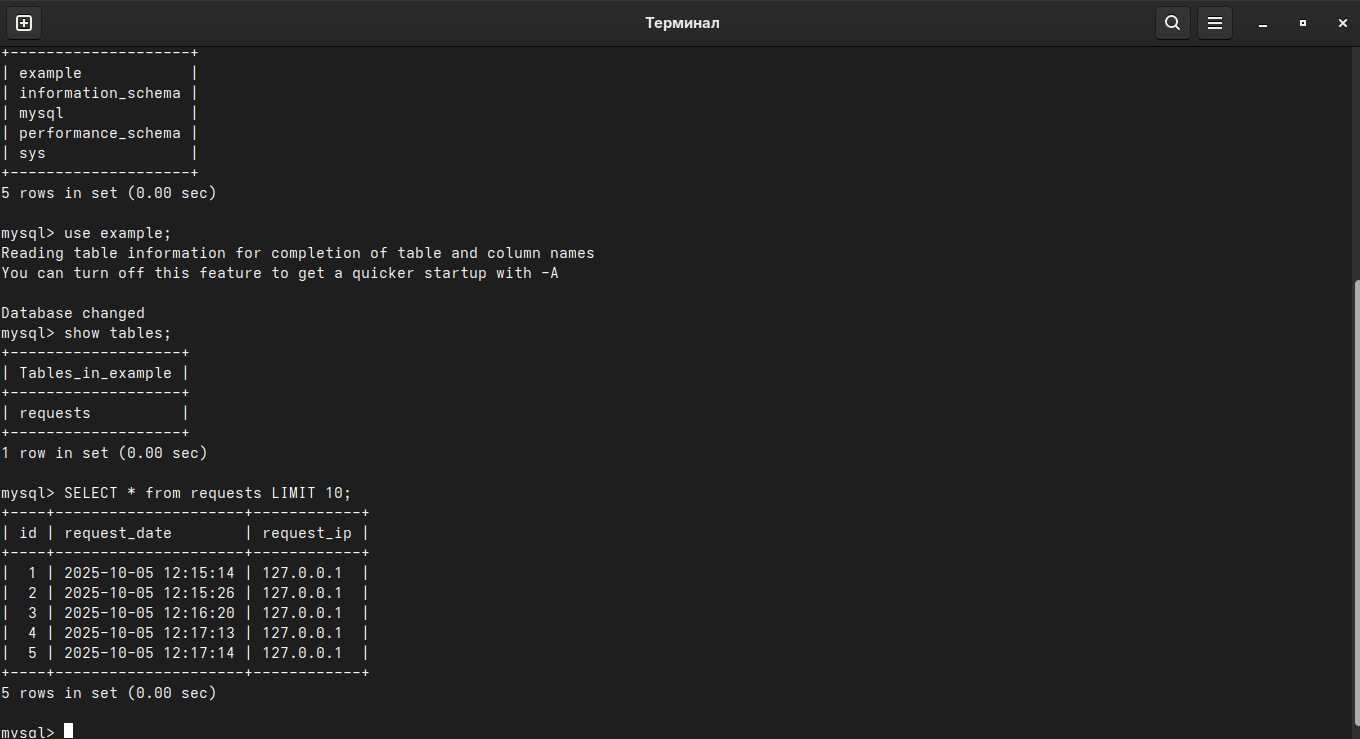 Терминал
+--------------------+
| example            |
| information_schema |
| mysql              |
| performance_schema |
| sys                |
+--------------------+
5 rows in set (0.00 sec)
mysql> use example;
Reading table information for completion of table and column names
You can turn off this feature to get a quicker startup with -A
Database changed
mysql> show tables;
+-------------------+
| Tables_in_example |
+-------------------+
| requests          |
+-------------------+
1 row in set (0.00 sec)
mysql> SELECT * from requests LIMIT 10;
+----+---------------------+------------+
| id | request_date        | request_ip |
+----+---------------------+------------+
|  1 | 2025-10-05 12:15:14 | 127.0.0.1  |
|  2 | 2025-10-05 12:15:26 | 127.0.0.1  |
|  3 | 2025-10-05 12:16:20 | 127.0.0.1  |
|  4 | 2025-10-05 12:17:13 | 127.0.0.1  |
|  5 | 2025-10-05 12:17:14 | 127.0.0.1  |
+----+---------------------+------------+
5 rows in set (0.00 sec)
mysql>